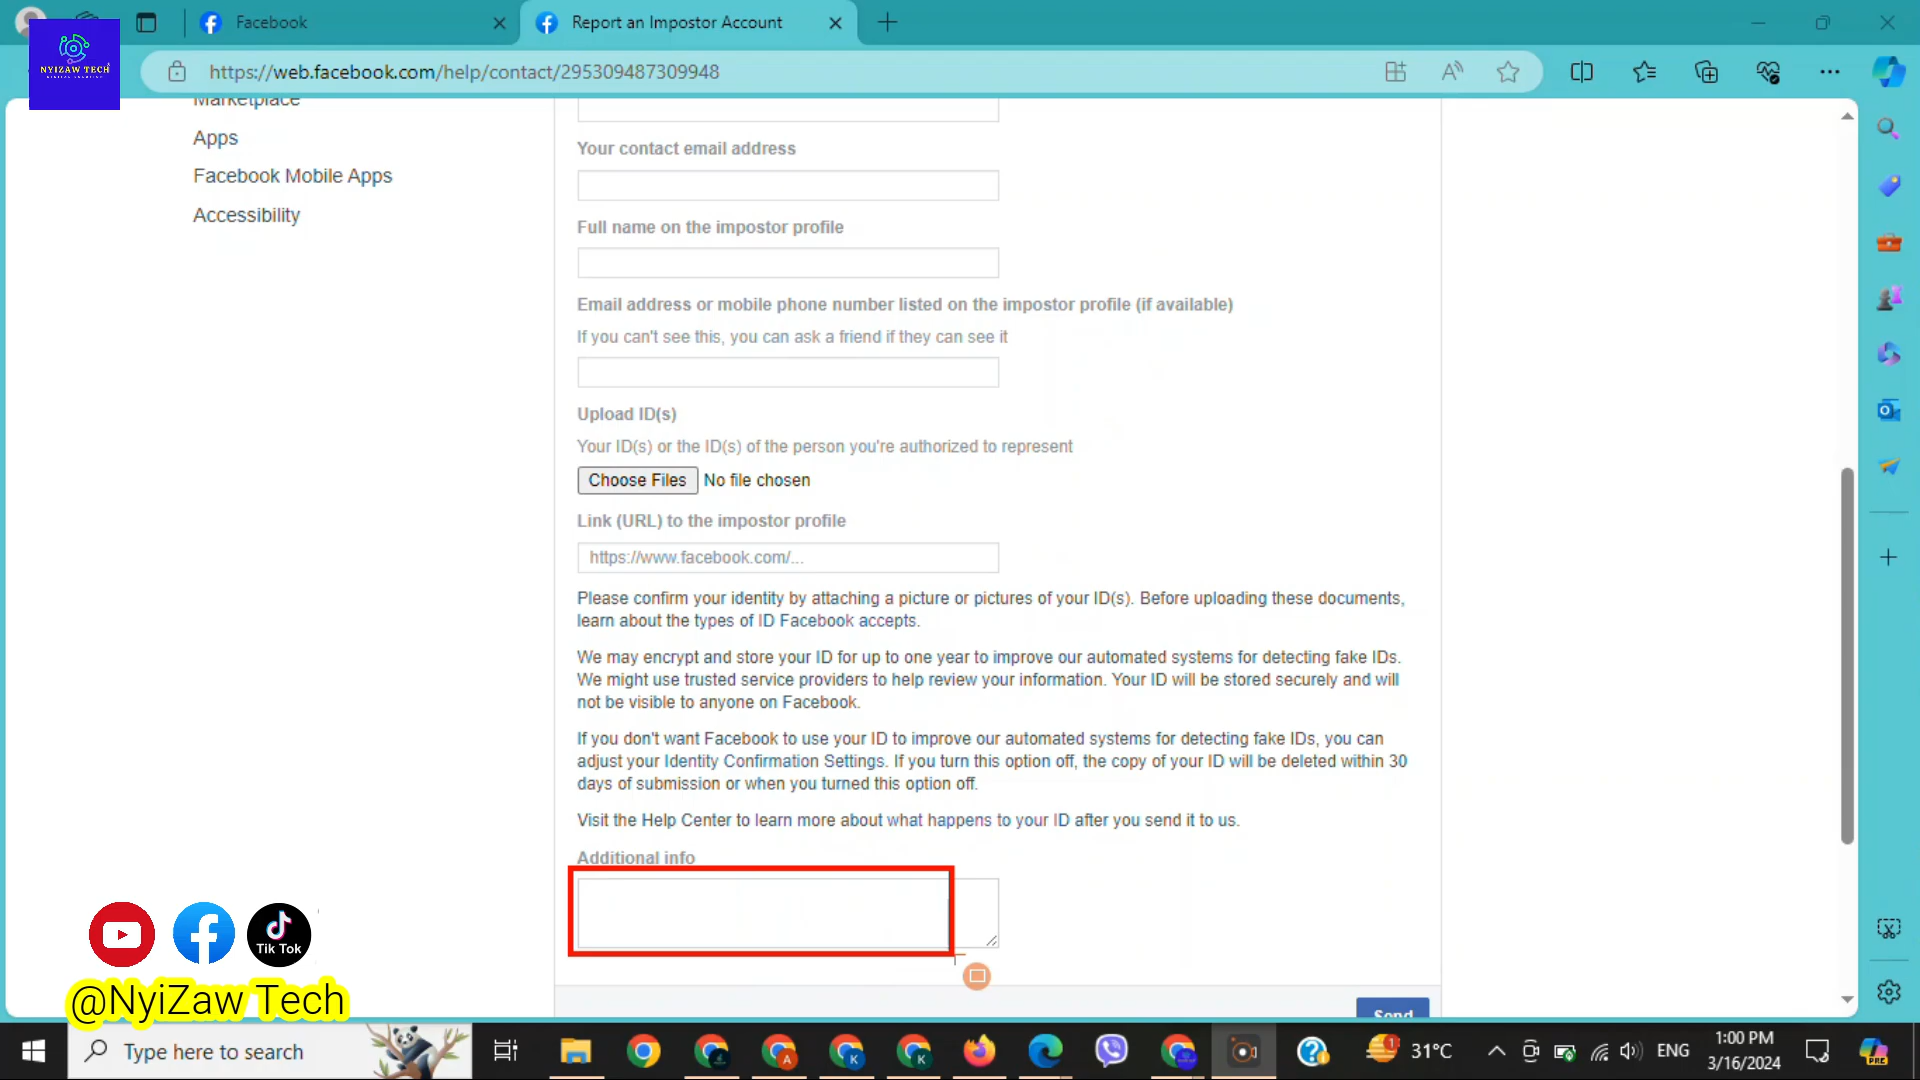 Facebook
Report an Impostor Account
NYIZAW TECH
https://web.facebook.com/help/contact/295309487309948
Marketplace
Apps
Facebook Mobile Apps
Accessibility
Your contact email address
Full name on the impostor profile
Email address or mobile phone number listed on the impostor profile (if available)
If you can't see this, you can ask a friend if they can see it
Upload ID(s)
Your ID(s) or the ID(s) of the person you're authorized to represent
Choose Files No file chosen
Link (URL) to the impostor profile
https://www.facebook.com/...
Please confirm your identity by attaching a picture or pictures of your ID(s). Before uploading these documents,
learn about the types of ID Facebook accepts.
We may encrypt and store your ID for up to one year to improve our automated systems for detecting fake IDs.
We might use trusted service providers to help review your information. Your ID will be stored securely and will
not be visible to anyone on Facebook.
If you don't want Facebook to use your ID to improve our automated systems for detecting fake IDs, you can
adjust your Identity Confirmation Settings. If you turn this option off, the copy of your ID will be deleted within 30
days of submission or when you turned this option off.
Visit the Help Center to learn more about what happens to your ID after you send it to us.
Additional info
Send
Tik Tok
@NyiZaw Tech
Type here to search
A
K
K
1
31°C
ENG
1:00 PM
3/16/2024
PRE